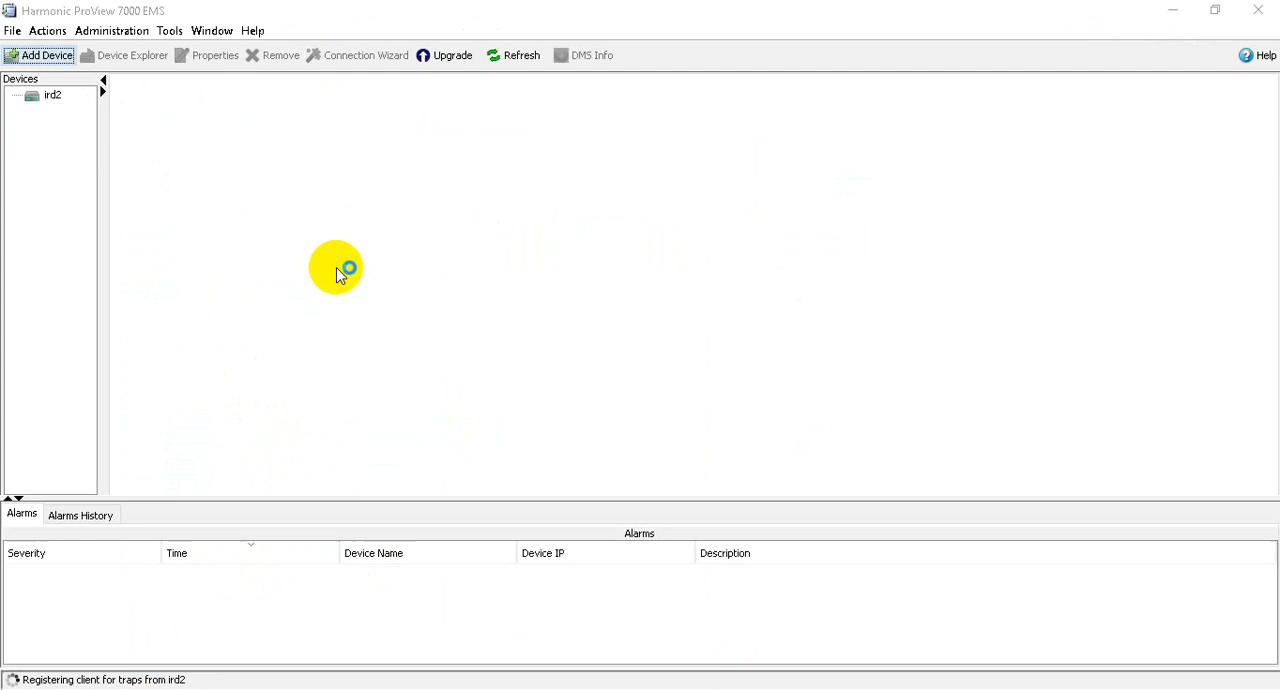 Harmonic ProView 7000 EMS
File Actions Administration Tools Window Help
Add Device Device Explorer Properties Remove Connection Wizard Upgrade Refresh DMS Info Help
Devices
ird2
Alarms Alarms History
Alarms
Severity Time Device Name Device IP Description
Registering client for traps from ird2